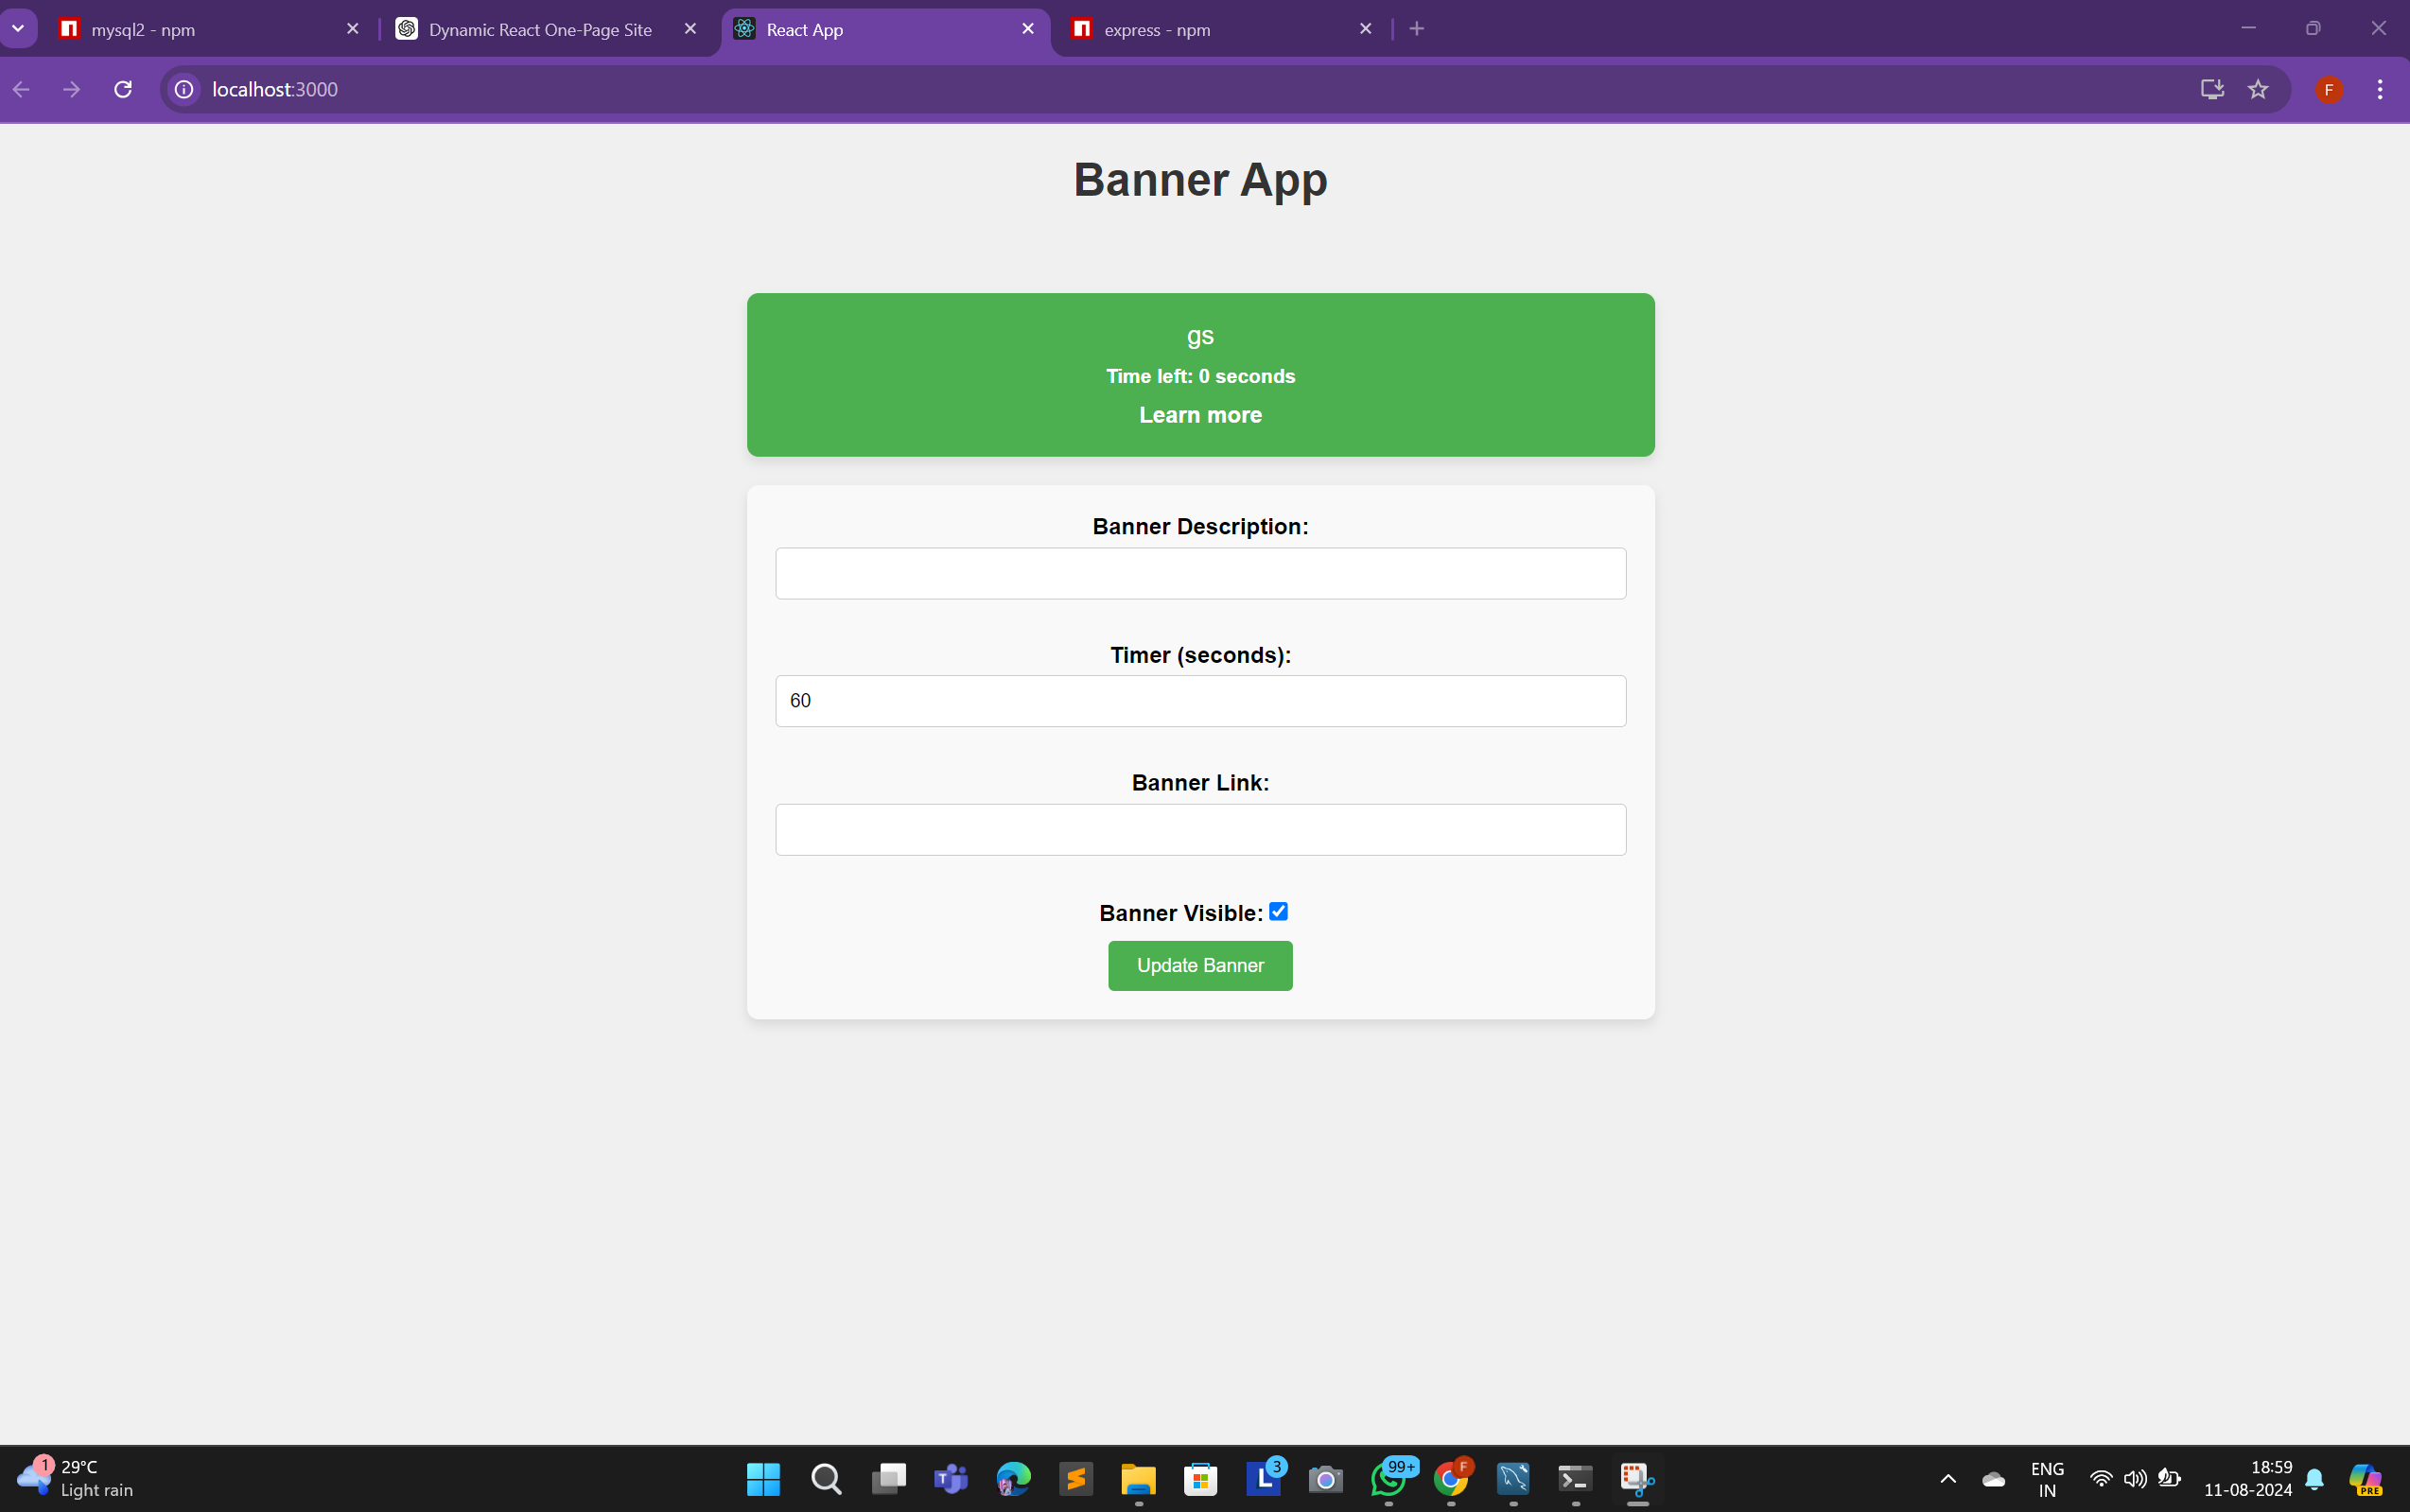 mysql2 - npm
Dynamic React One-Page Site
React App
express - npm
localhost:3000
F
Banner App
gs
Time left: 0 seconds
Learn more
Banner Description:
Timer (seconds):
60
Banner Link:
Banner Visible:
Update Banner
1
29°C
Light rain
T
L
3
99+
F
ENG
IN
18:59
11-08-2024
PRE